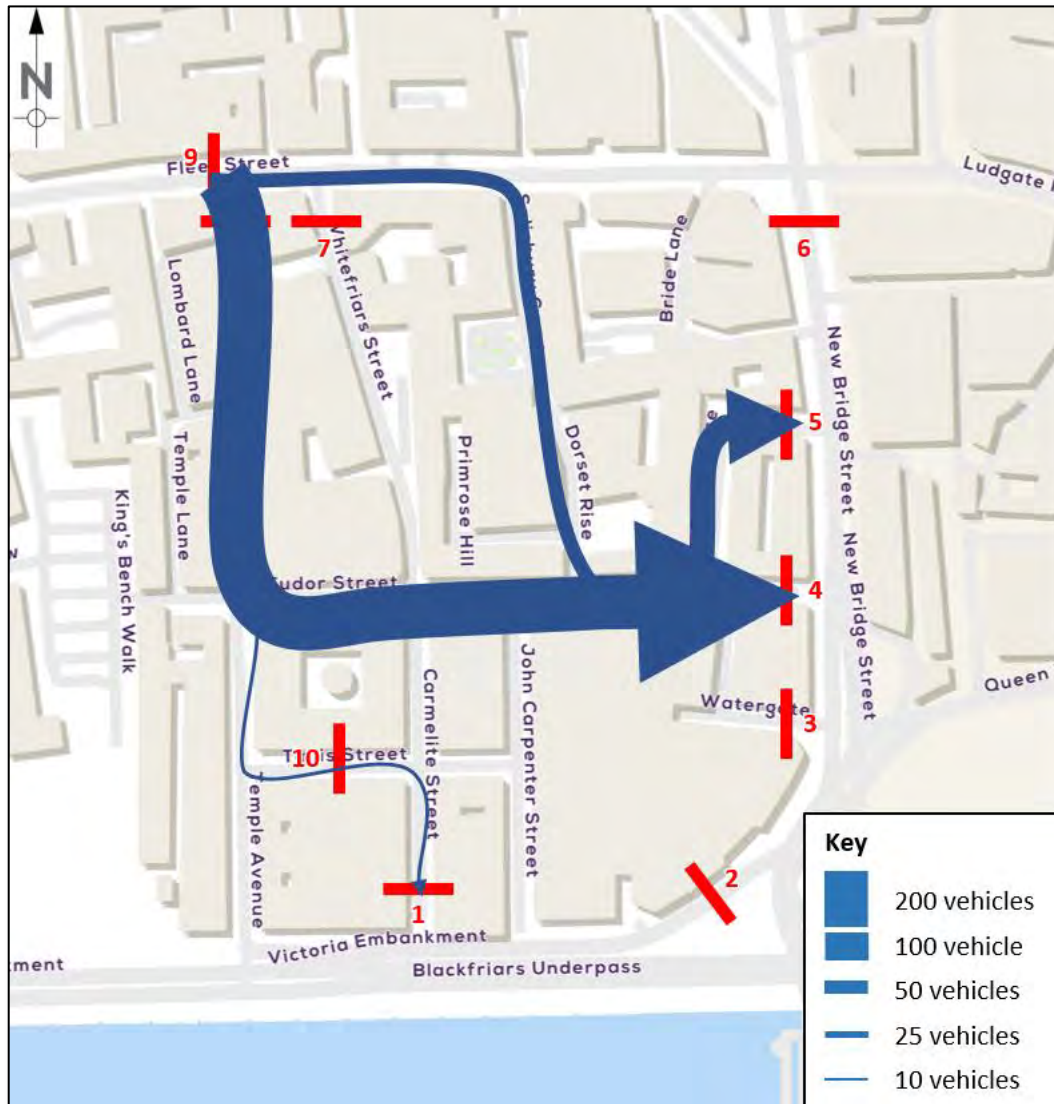 N
9
Street
Ludgate
7
6
Whitefriars Street
Lombard Lane
Bride Lane
New Bridge Street
5
Temple Lane
Primrose Hill
Dorset Rise
King's Bench Walk
New Bridge Street
Tudor Street
4
Carmelite Street
John Carpenter Street
Queen
Watergate
3
10
Street
Temple Avenue
2
1
Victoria Embankment
Blackfriars Underpass
Key
200 vehicles
100 vehicle
50 vehicles
25 vehicles
10 vehicles